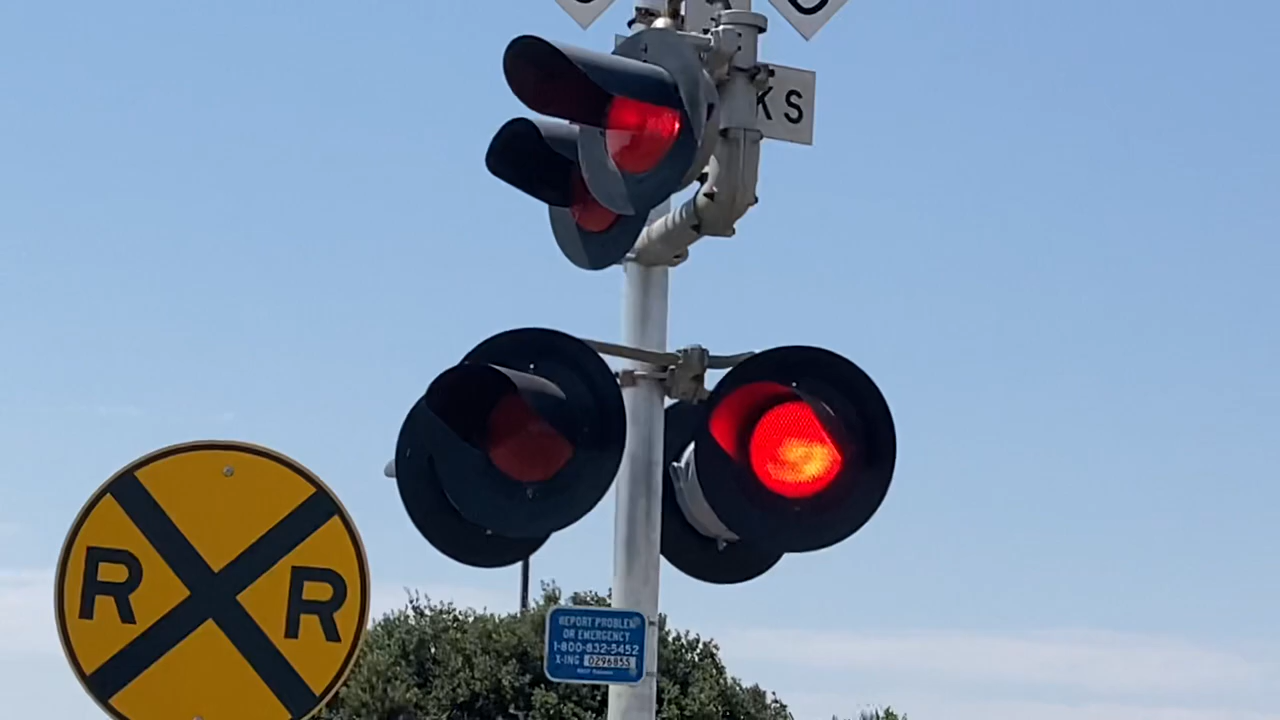 KS
R R
REPORT PROBLEM
OR EMERGENCY
1-800-832-5452
X-ING 029685S